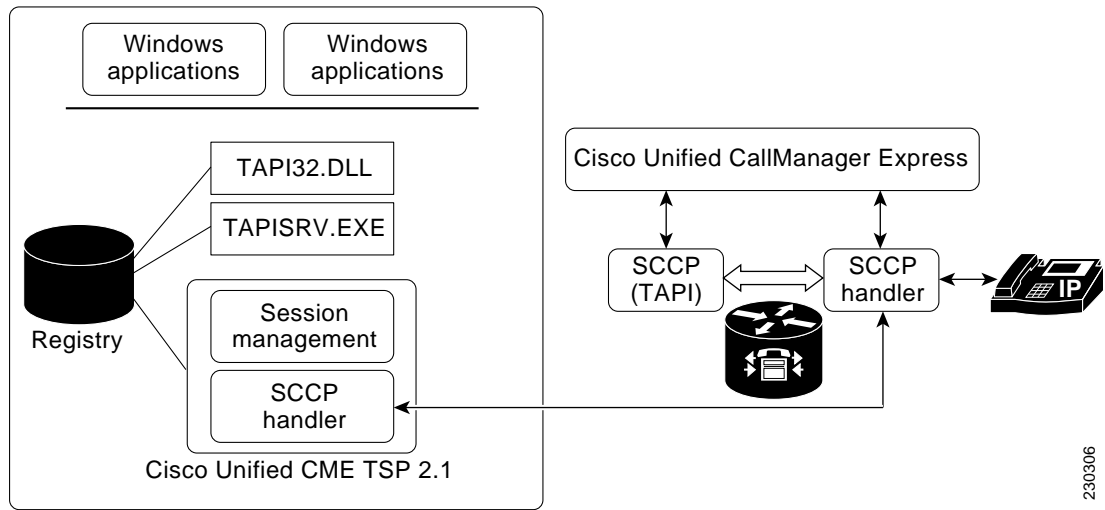 Windows
applications
Windows
applications
TAPI32.DLL
TAPISRV.EXE
Registry
Session
management
SCCP
handler
Cisco Unified CME TSP 2.1
Cisco Unified CallManager Express
SCCP
(TAPI)
SCCP
handler
IP
230306